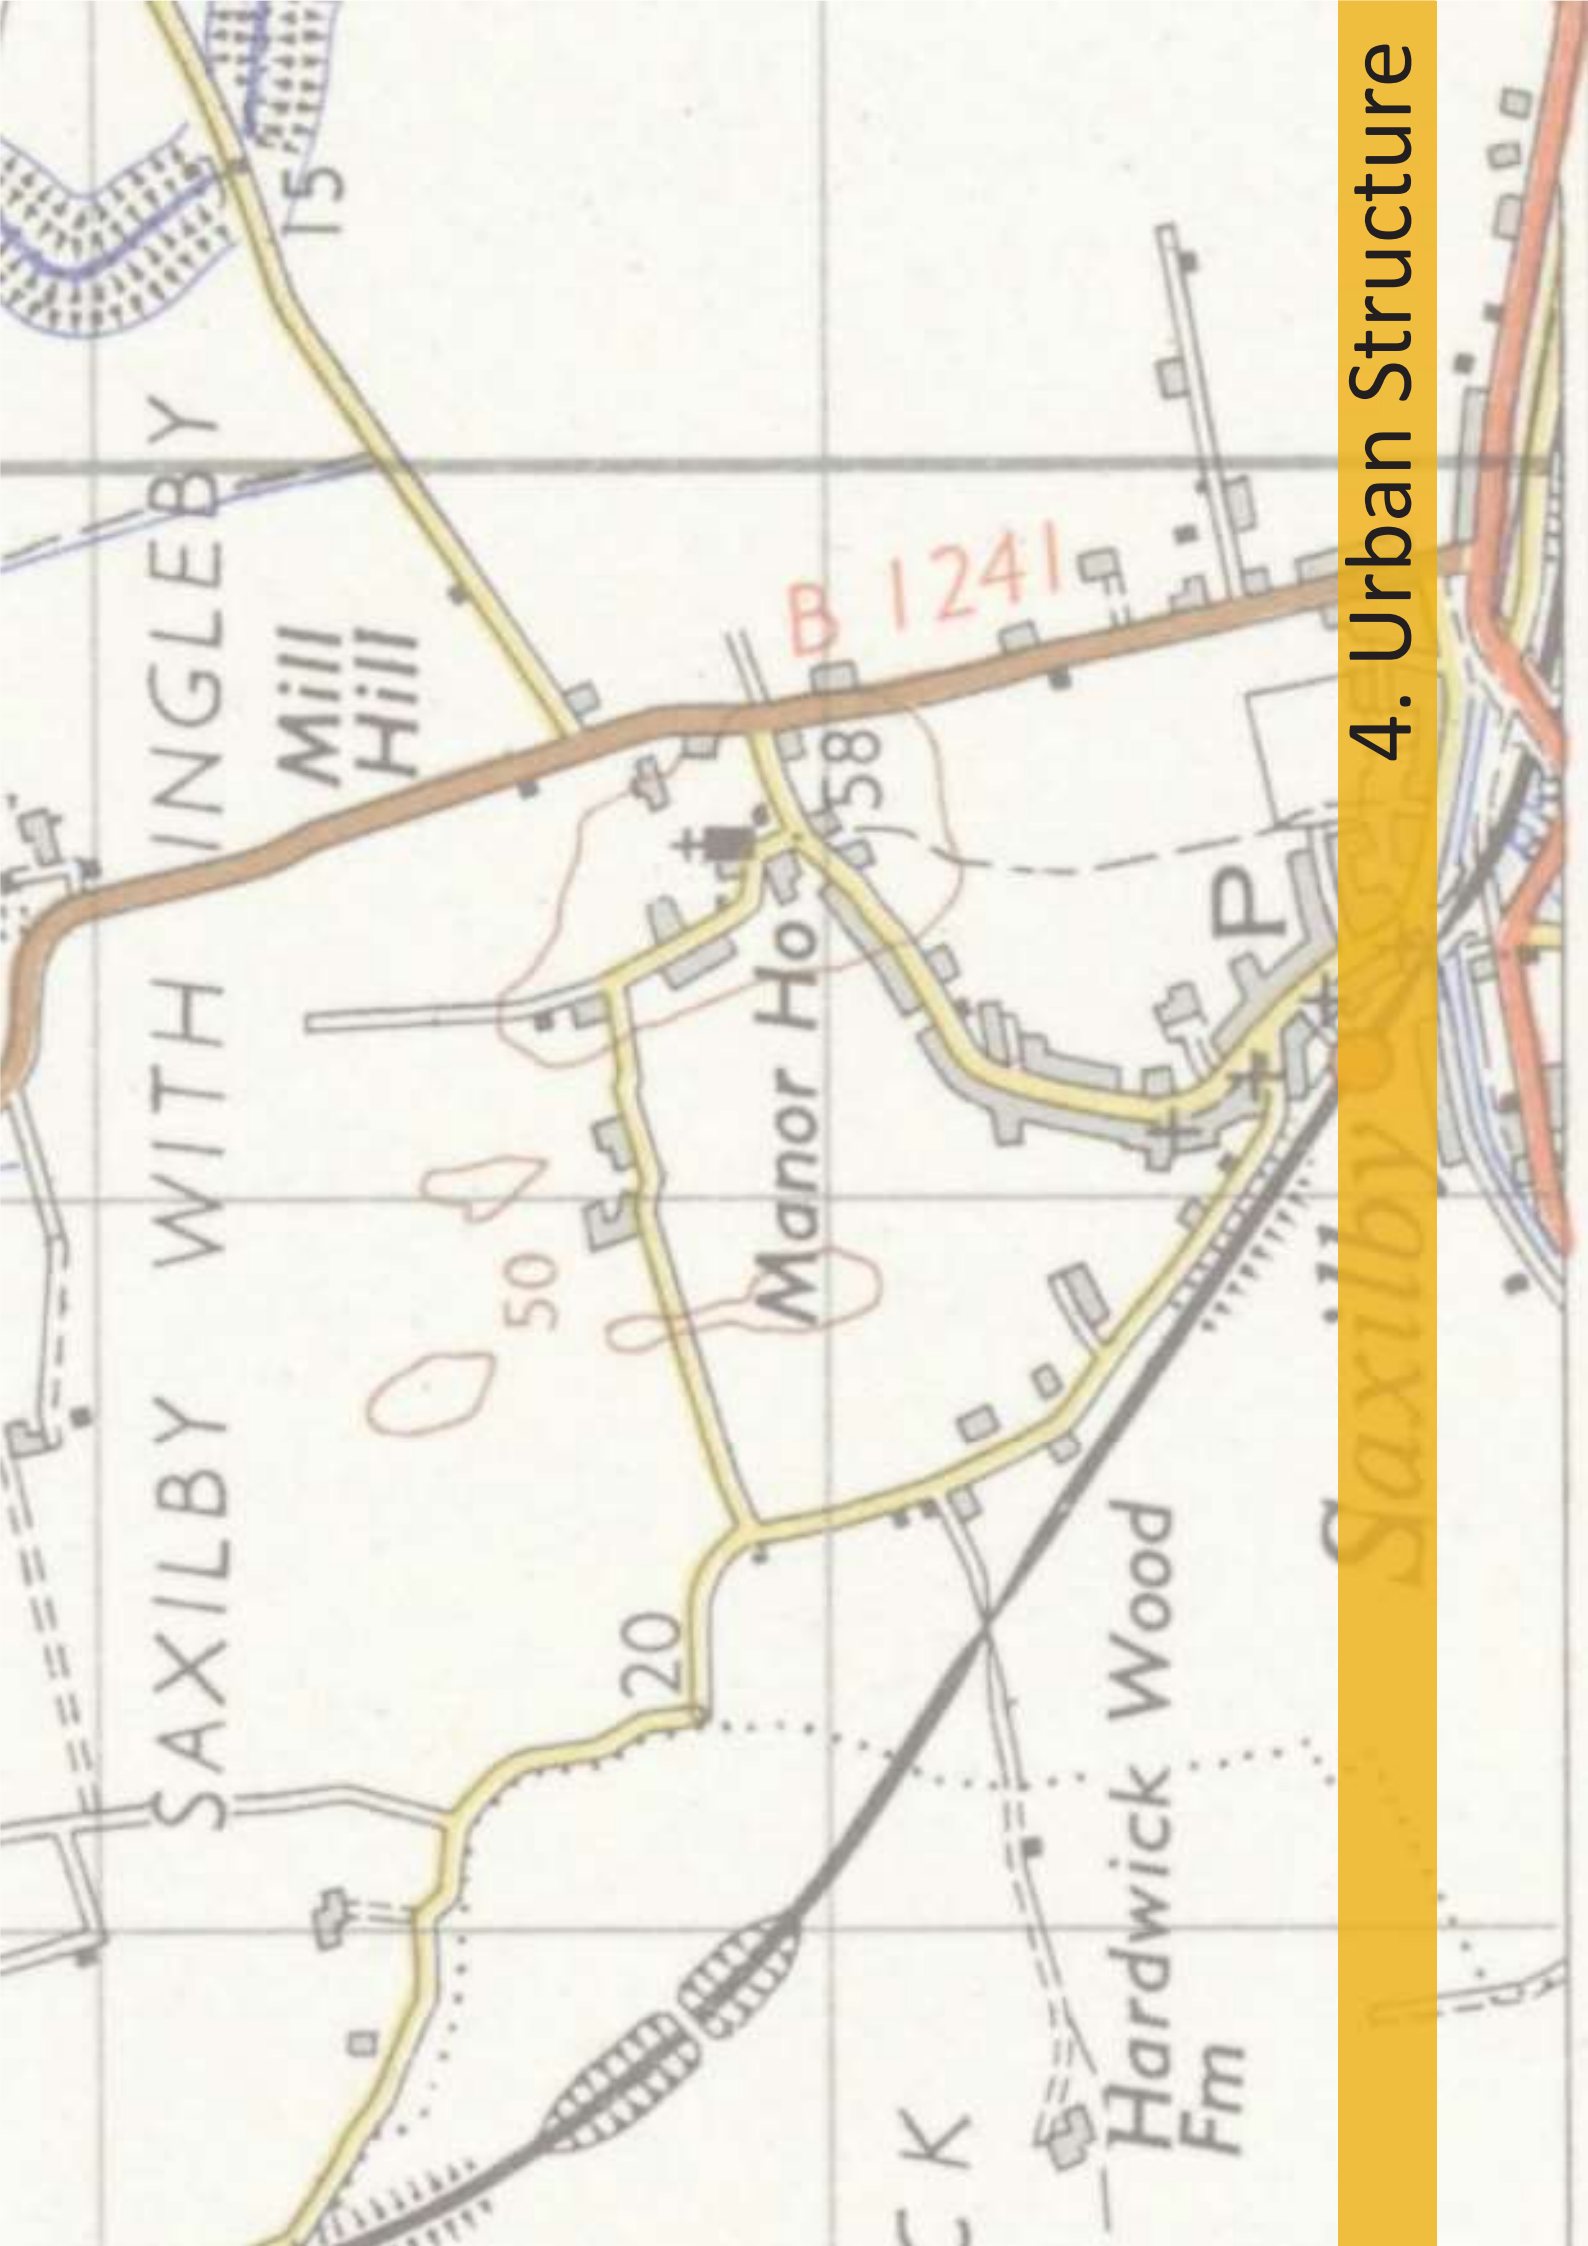 SAXILBY WITH INGLEBY
Mill
Hill
15
50
20
Manor Ho
58
B 1241
P
Hardwick Wood
Fm
CK
Saxilby
4. Urban Structure